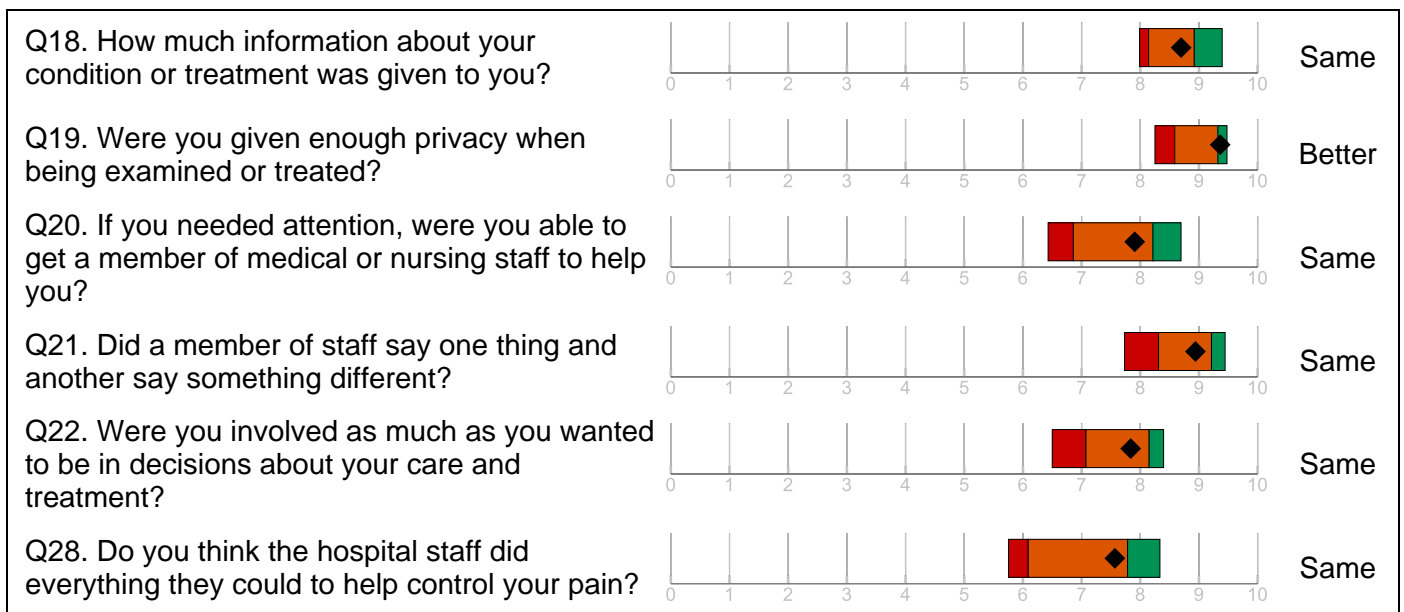 Q18. How much information about your
condition or treatment was given to you?
0 1 2 3 4 5 6 7 8 9 10
Same
Q19. Were you given enough privacy when
being examined or treated?
0 1 2 3 4 5 6 7 8 9 10
Better
Q20. If you needed attention, were you able to
get a member of medical or nursing staff to help
you?
0 1 2 3 4 5 6 7 8 9 10
Same
Q21. Did a member of staff say one thing and
another say something different?
0 1 2 3 4 5 6 7 8 9 10
Same
Q22. Were you involved as much as you wanted
to be in decisions about your care and
treatment?
0 1 2 3 4 5 6 7 8 9 10
Same
Q28. Do you think the hospital staff did
everything they could to help control your pain?
0 1 2 3 4 5 6 7 8 9 10
Same